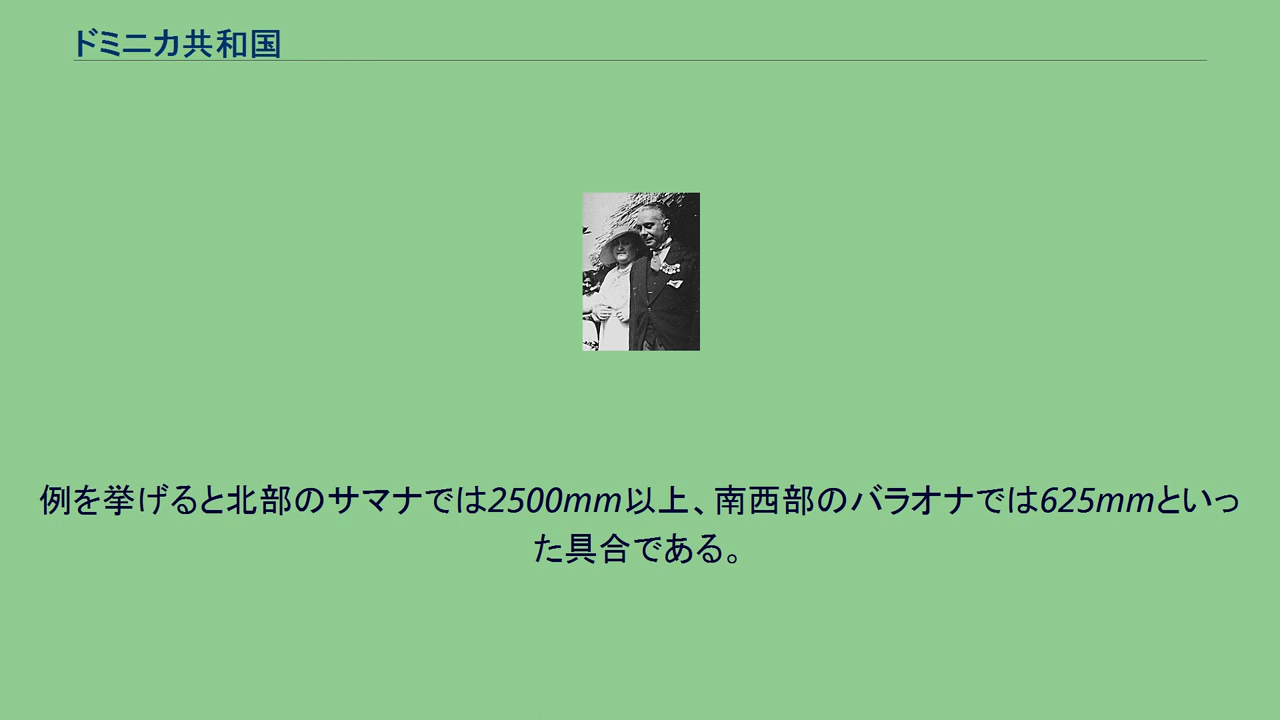 ドミニカ共和国
例を挙げると北部のサマナでは2500mm以上、南西部のバラオナでは625mmといっ
た具合である。